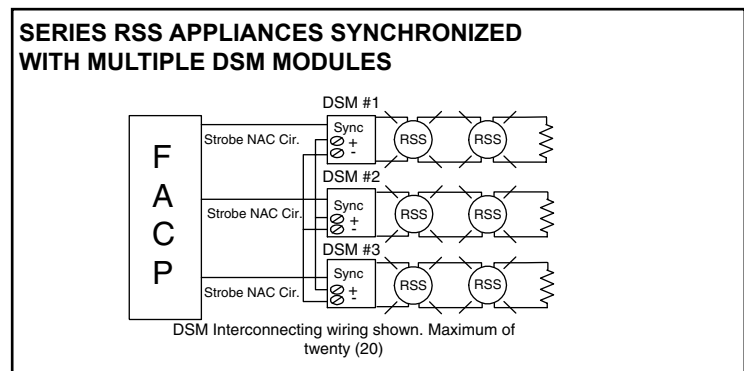 SERIES RSS APPLIANCES SYNCHRONIZED
WITH MULTIPLE DSM MODULES
FACP
DSM #1
Strobe NAC Cir.
Sync
+
-
RSS
RSS
DSM #2
Strobe NAC Cir.
Sync
+
-
RSS
RSS
DSM #3
Strobe NAC Cir.
Sync
+
-
RSS
RSS
DSM Interconnecting wiring shown. Maximum of
twenty (20)